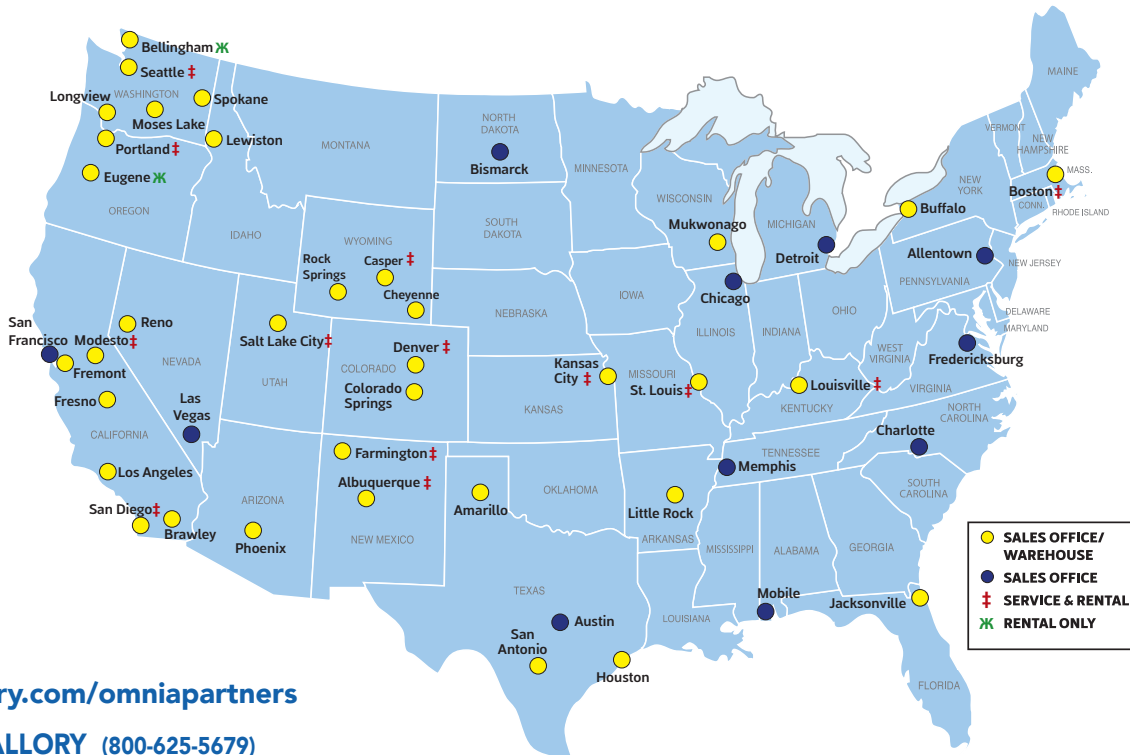 Bellingham Ж
Seattle ‡
Longview
WASHINGTON
Spokane
Moses Lake
Portland ‡
Lewiston
Eugene Ж
OREGON
IDAHO
MONTANA
NORTH
DAKOTA
Bismarck
SOUTH
DAKOTA
MINNESOTA
WISCONSIN
Mukwonago
MICHIGAN
Detroit
Chicago
MAINE
VERMONT
NEW
HAMPSHIRE
MASS.
Boston ‡
CONN.
RHODE ISLAND
NEW
YORK
Buffalo
Allentown
NEW JERSEY
PENNSYLVANIA
DELAWARE
MARYLAND
WYOMING
Rock
Springs
Casper ‡
Cheyenne
NEBRASKA
IOWA
ILLINOIS
INDIANA
OHIO
WEST
VIRGINIA
Fredericksburg
VIRGINIA
San
Francisco
Reno
Modesto ‡
Fremont
NEVADA
Salt Lake City ‡
UTAH
Denver ‡
COLORADO
Colorado
Springs
Kansas
City ‡
MISSOURI
St. Louis ‡
KANSAS
Louisville ‡
KENTUCKY
Fresno
Las
Vegas
CALIFORNIA
Los Angeles
San Diego ‡
Brawley
ARIZONA
Phoenix
Farmington ‡
Albuquerque ‡
NEW MEXICO
Amarillo
OKLAHOMA
Little Rock
ARKANSAS
Memphis
TENNESSEE
Charlotte
NORTH
CAROLINA
SOUTH
CAROLINA
MISSISSIPPI
ALABAMA
GEORGIA
TEXAS
Austin
San
Antonio
Houston
LOUISIANA
Mobile
Jacksonville
FLORIDA
SALES OFFICE/
WAREHOUSE
SALES OFFICE
‡ SERVICE & RENTAL
Ж RENTAL ONLY
ry.com/omniapartners
ALLORY (800-625-5679)